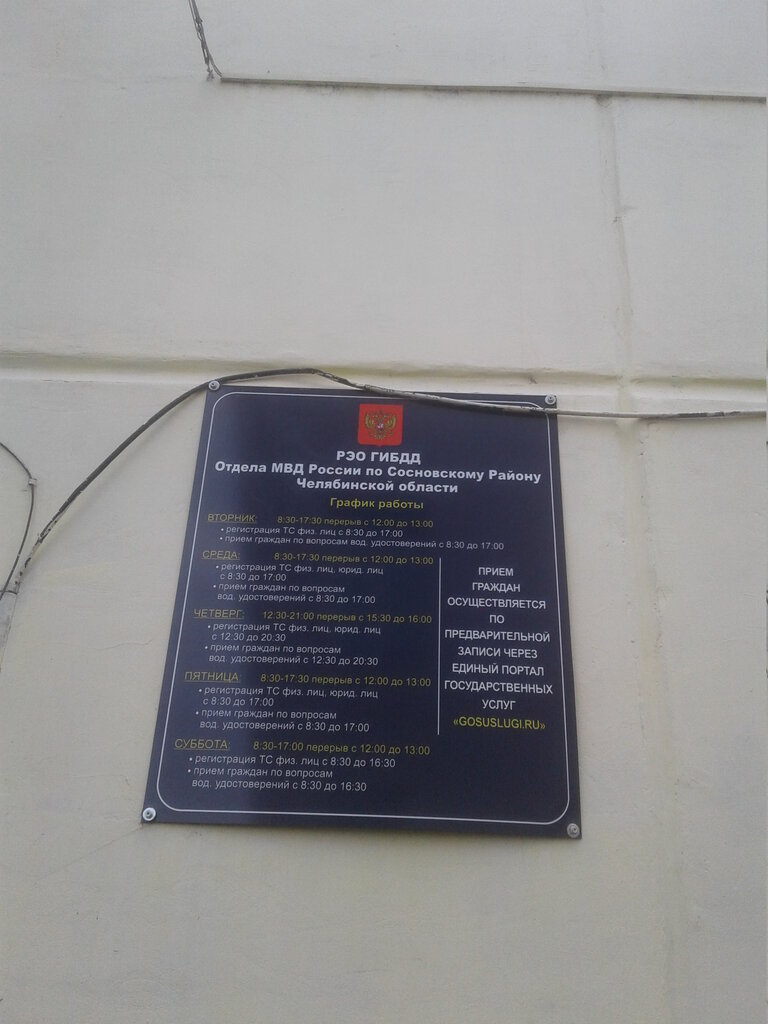 РЭО ГИБДД
Отдела МВД России по Сосновскому Району
Челябинской области
График работы
ВТОРНИК: 8:30-17:30 перерыв с 12:00 до 13:00
• регистрация ТС физ. лиц с 8:30 до 17:00
• прием граждан по вопросам вод. удостоверений с 8:30 до 17:00
СРЕДА: 8:30-17:30 перерыв с 12:00 до 13:00
• регистрация ТС физ. лиц, юрид. лиц
с 8:30 до 17:00
• прием граждан по вопросам
вод. удостоверений с 8:30 до 17:00
ЧЕТВЕРГ: 12:30-21:00 перерыв с 15:30 до 16:00
• регистрация ТС физ. лиц, юрид. лиц
с 12:30 до 20:30
• прием граждан по вопросам
вод. удостоверений с 12:30 до 20:30
ПЯТНИЦА: 8:30-17:30 перерыв с 12:00 до 13:00
• регистрация ТС физ. лиц, юрид. лиц
с 8:30 до 17:00
• прием граждан по вопросам
вод. удостоверений с 8:30 до 17:00
СУББОТА: 8:30-17:00 перерыв с 12:00 до 13:00
• регистрация ТС физ. лиц с 8:30 до 16:30
• прием граждан по вопросам
вод. удостоверений с 8:30 до 16:30
ПРИЕМ
ГРАЖДАН
ОСУЩЕСТВЛЯЕТСЯ
ПО
ПРЕДВАРИТЕЛЬНОЙ
ЗАПИСИ ЧЕРЕЗ
ЕДИНЫЙ ПОРТАЛ
ГОСУДАРСТВЕННЫХ
УСЛУГ
«GOSUSLUGI.RU»